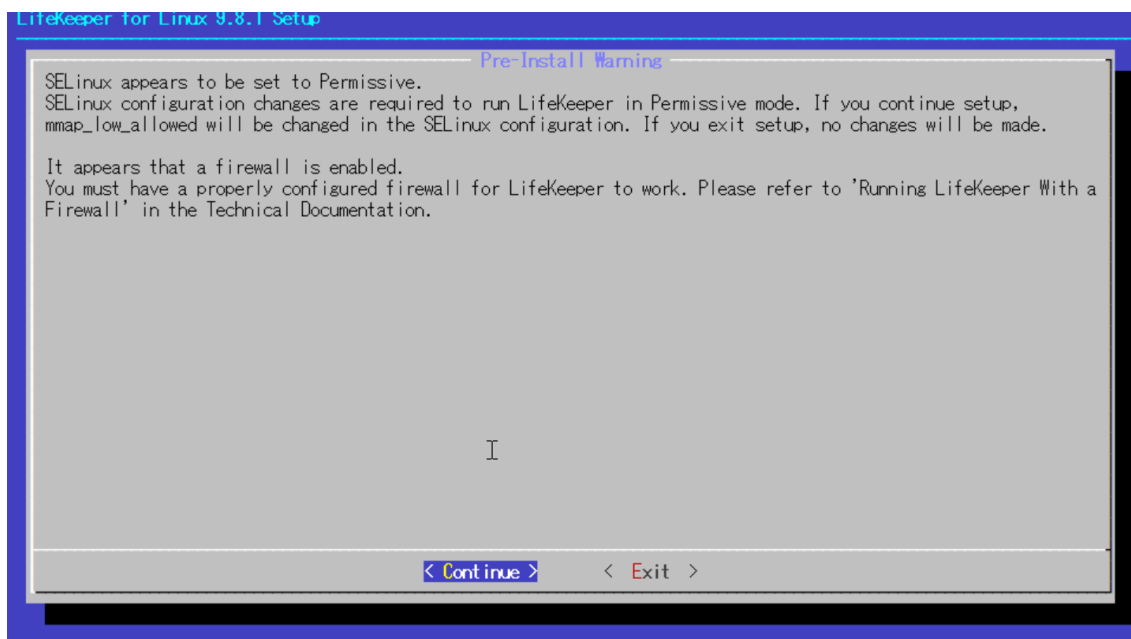 LifeKeeper for Linux 9.8.1 Setup
Pre-Install Warning
SELinux appears to be set to Permissive.
SELinux configuration changes are required to run LifeKeeper in Permissive mode. If you continue setup,
mmap_low_allowed will be changed in the SELinux configuration. If you exit setup, no changes will be made.
It appears that a firewall is enabled.
You must have a properly configured firewall for LifeKeeper to work. Please refer to 'Running LifeKeeper With a
Firewall' in the Technical Documentation.
< Continue > < Exit >